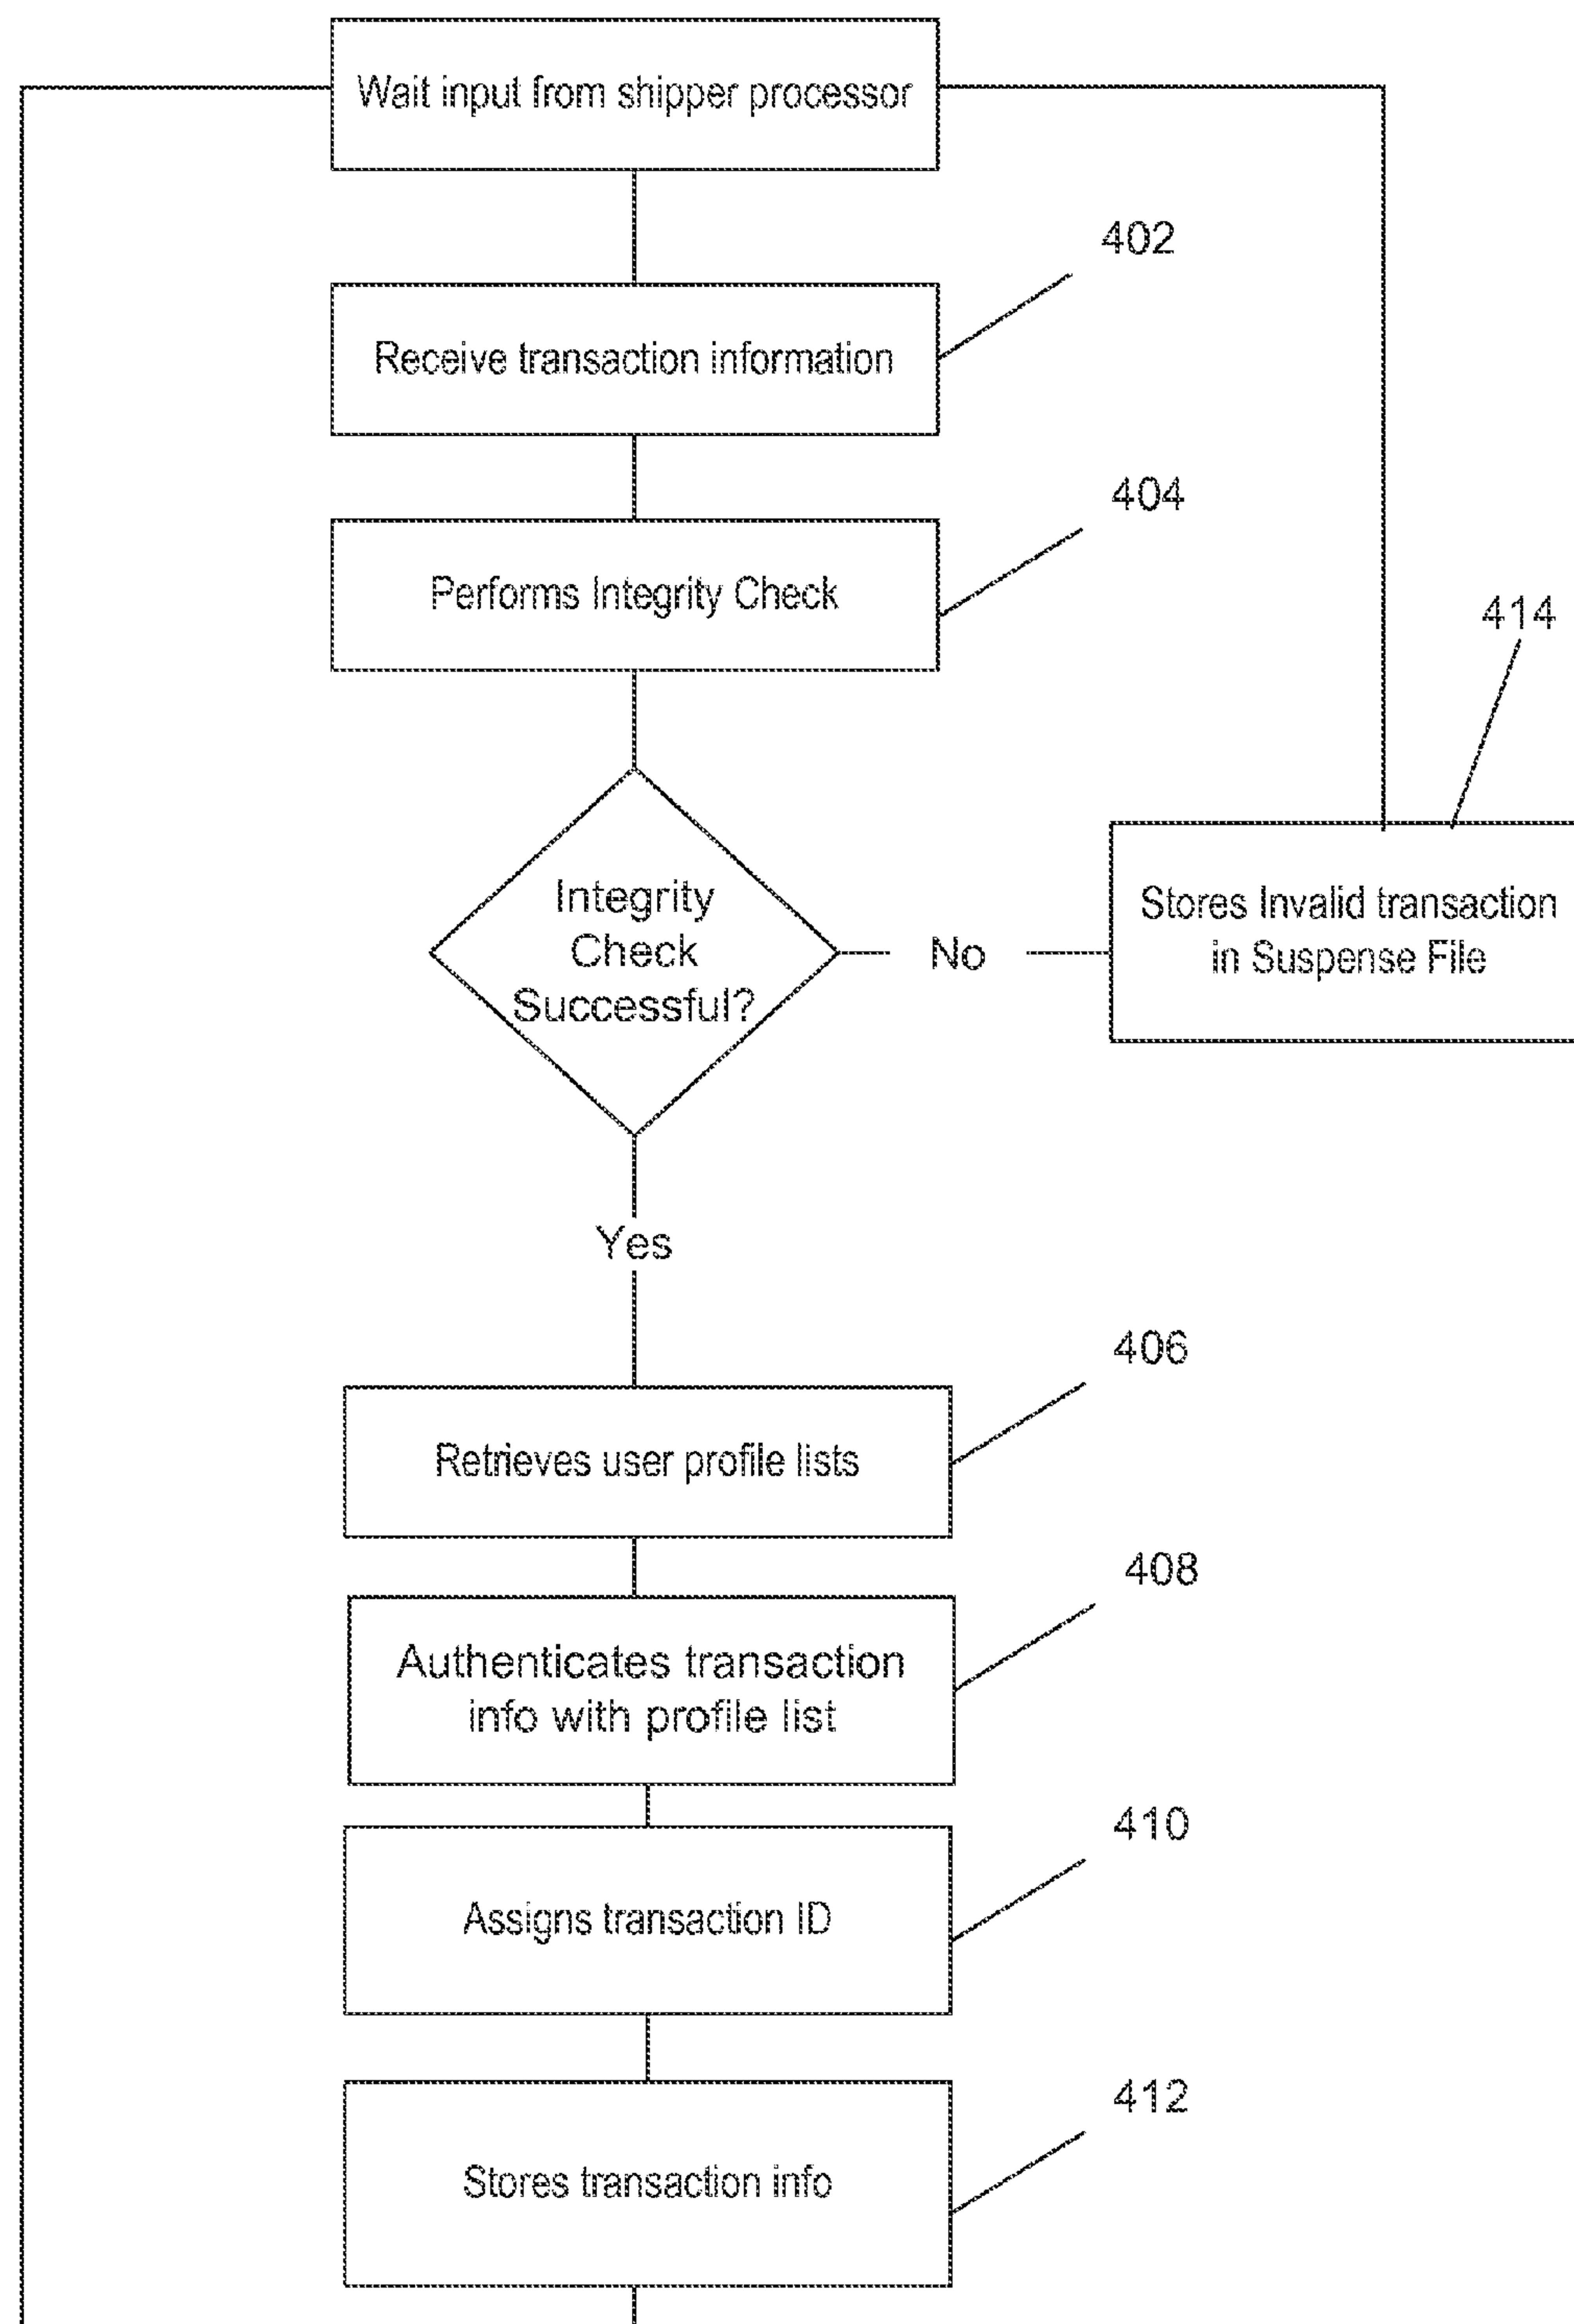 Wait input from shipper processor
402
Receive transaction information
404
Performs Integrity Check
414
Integrity
Check
Successful?
No
Stores Invalid transaction
in Suspense File
Yes
406
Retrieves user profile lists
408
Authenticates transaction
info with profile list
410
Assigns transaction ID
412
Stores transaction info